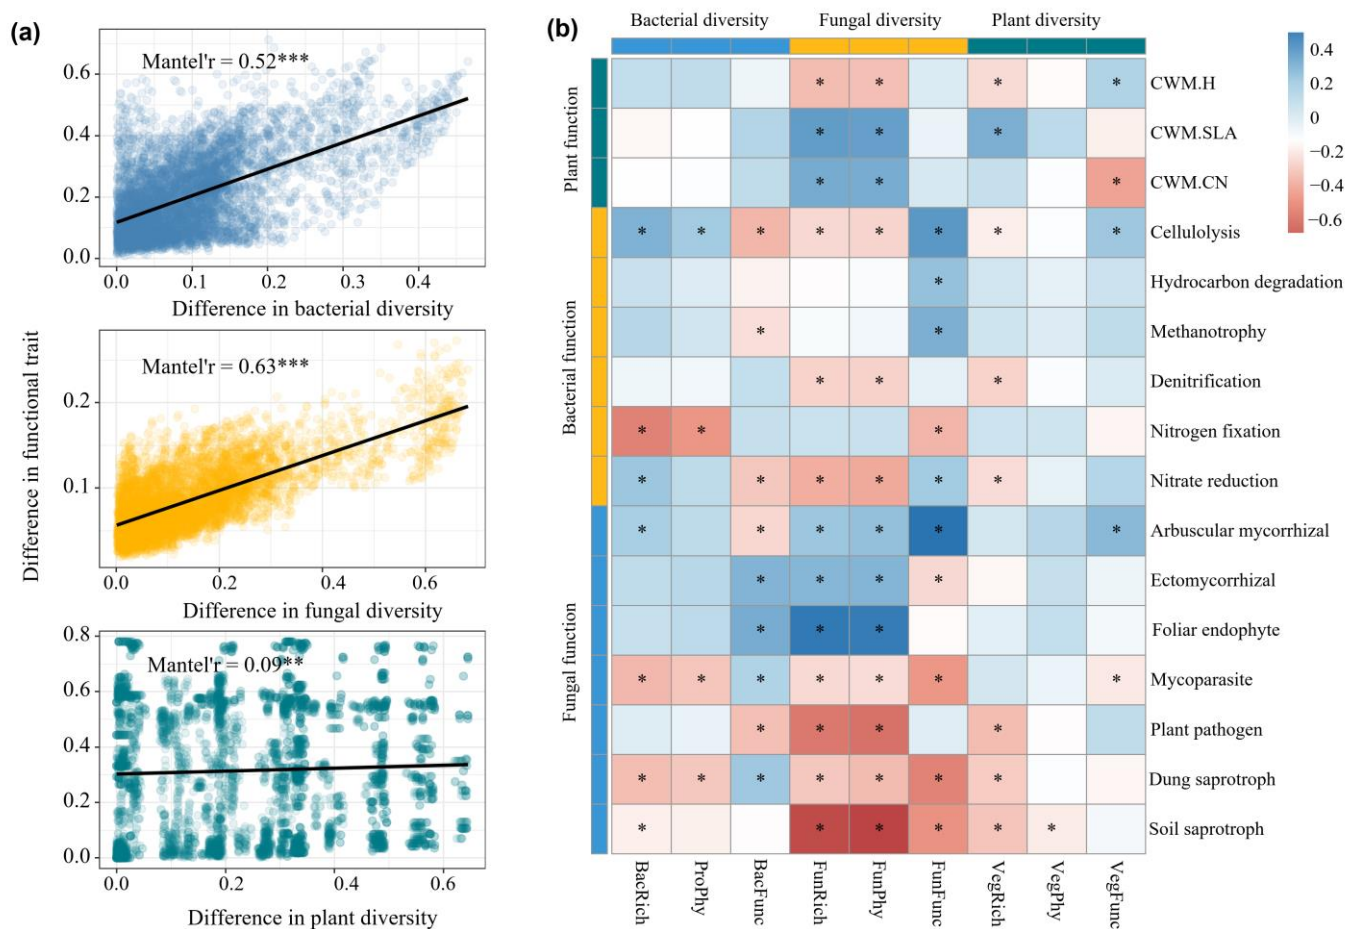 (a)
Difference in functional trait
Mantel'r = 0.52***
0.6
0.4
0.2
0.0
0.0 0.1 0.2 0.3 0.4
Difference in bacterial diversity
Mantel'r = 0.63***
0.2
0.1
0.0 0.2 0.4 0.6
Difference in fungal diversity
0.8
Mantel'r = 0.09**
0.6
0.4
0.2
0.0
0.0 0.2 0.4 0.6
Difference in plant diversity
(b)
Bacterial diversity Fungal diversity Plant diversity
Plant function
Bacterial function
Fungal function
* * * * CWM.H
* * * CWM.SLA
* * * CWM.CN
* * * * * * * * Cellulolysis
* Hydrocarbon degradation
* * Methanotrophy
* * * Denitrification
* * * Nitrogen fixation
* * * * * * Nitrate reduction
* * * * * * Arbuscular mycorrhizal
* * * * Ectomycorrhizal
* * * Foliar endophyte
* * * * * * * Mycoparasite
* * * * Plant pathogen
* * * * * * * Dung saprotroph
* * * * * * Soil saprotroph
BacRich
ProPhy
BacFunc
FunRich
FunPhy
FunFunc
VegRich
VegPhy
VegFunc
0.4
0.2
0
−0.2
−0.4
−0.6